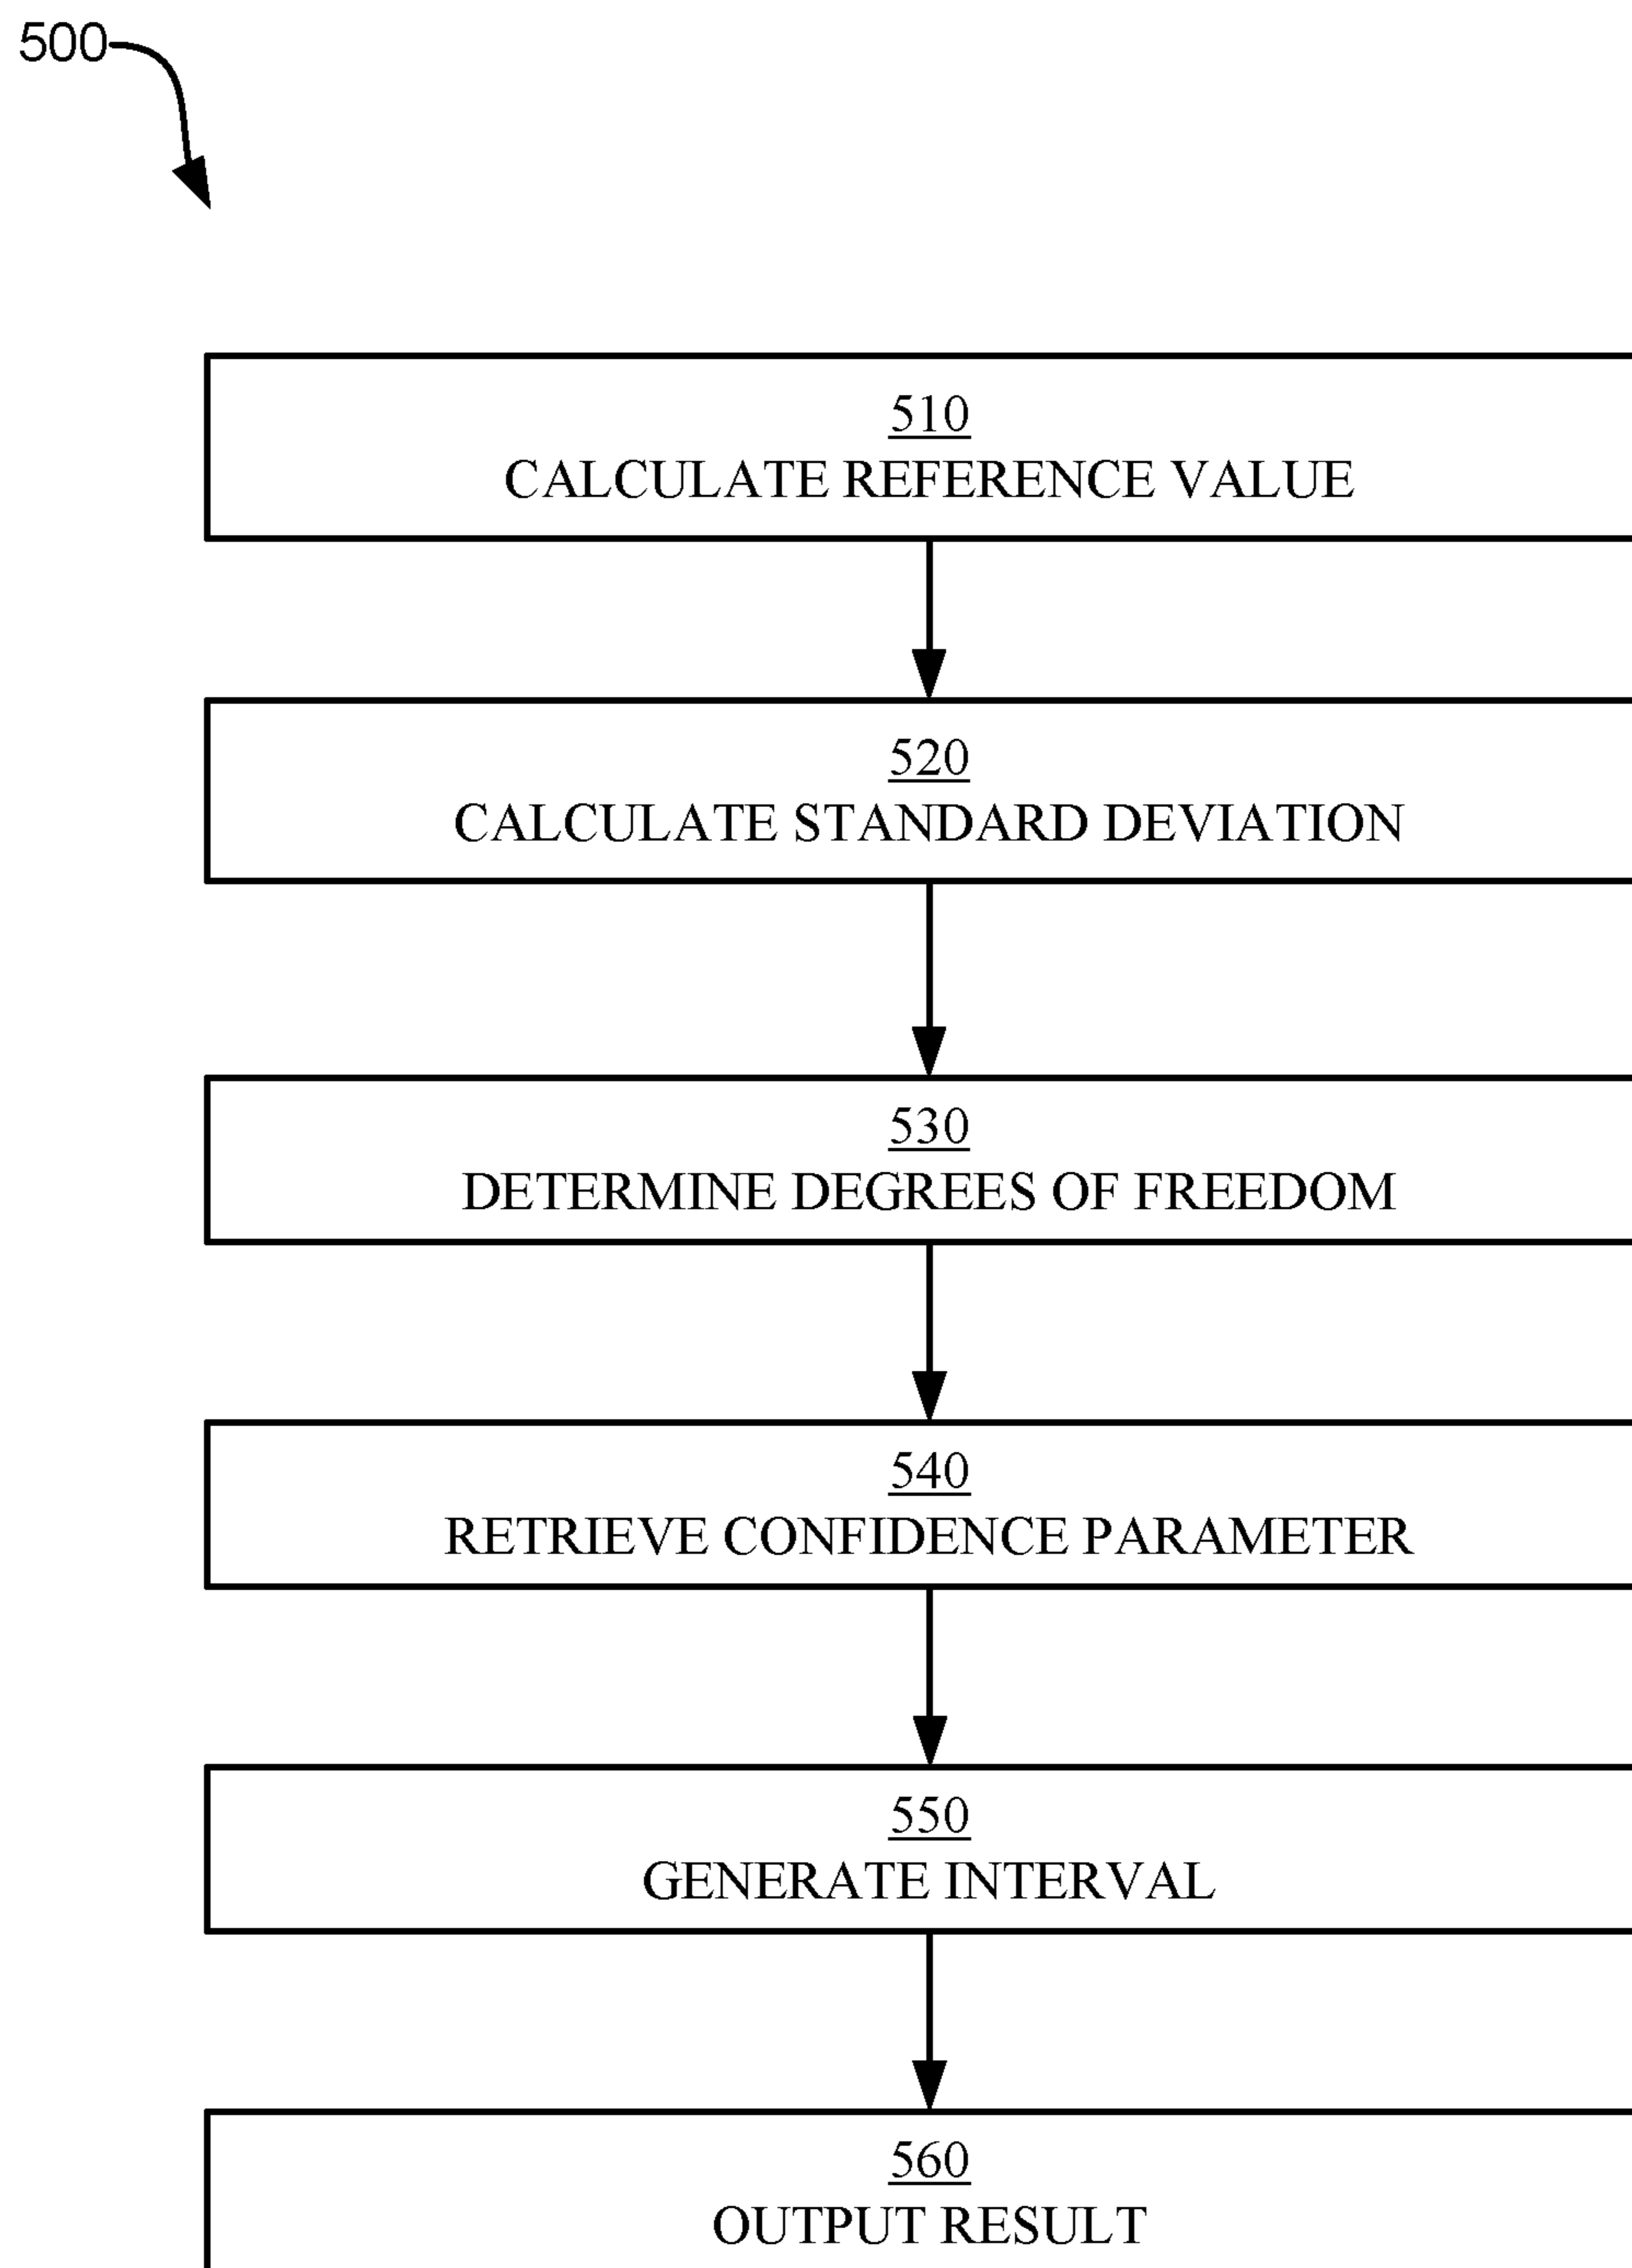 500
510
CALCULATE REFERENCE VALUE
520
CALCULATE STANDARD DEVIATION
530
DETERMINE DEGREES OF FREEDOM
540
RETRIEVE CONFIDENCE PARAMETER
550
GENERATE INTERVAL
560
OUTPUT RESULT